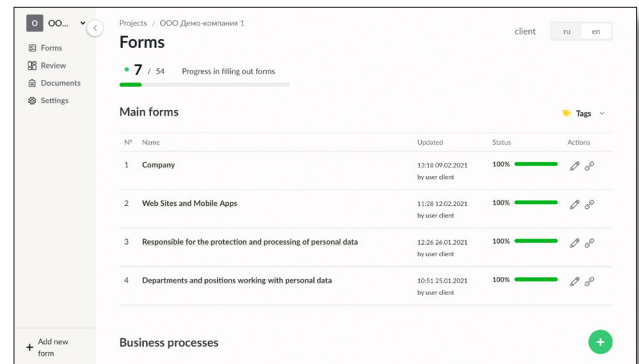 O OO...
Forms
Review
Documents
Settings
Add new
form
Projects / ООО Демо-компания 1
client ru en
Forms
7 / 54 Progress in filling out forms
Main forms
Tags
Nº Name Updated Status Actions
1 Company 13:18 09.02.2021 100%
by user client
2 Web Sites and Mobile Apps 11:28 12.02.2021 100%
by user client
3 Responsible for the protection and processing of personal data 12:26 26.01.2021 100%
by user client
4 Departments and positions working with personal data 10:51 25.01.2021 100%
by user client
Business processes